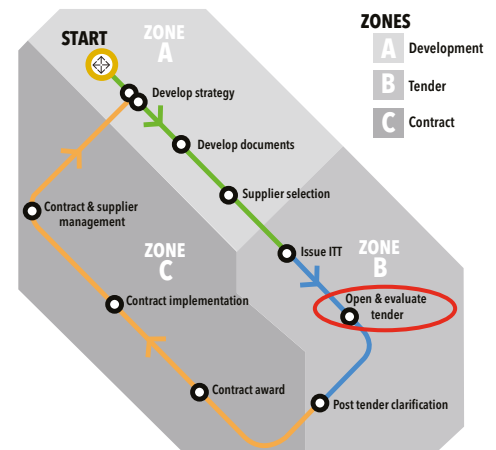 START
ZONE
A
ZONES
A Development
B Tender
C Contract
Develop strategy
Develop documents
Supplier selection
Contract & supplier
management
Issue ITT
ZONE
B
ZONE
C
Open & evaluate
tender
Contract implementation
Contract award
Post tender clarification